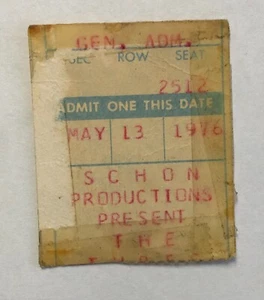 GEN. ADM.
SEC ROW SEAT
2512
ADMIT ONE THIS DATE
MAY 13 1976
SCHON
PRODUCTIONS
PRESENT
THE